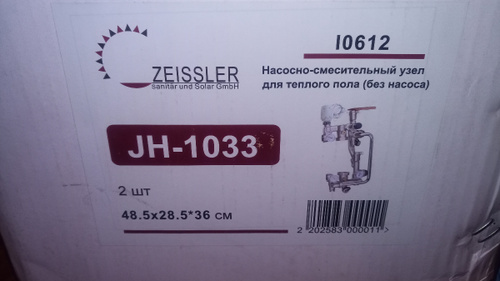 ZEISSLER
Sanitär und Solar GmbH
I0612
Насосно-смесительный узел
для теплого пола (без насоса)
JH-1033
2 шт
48.5x28.5*36 см
2 202583 000011 >